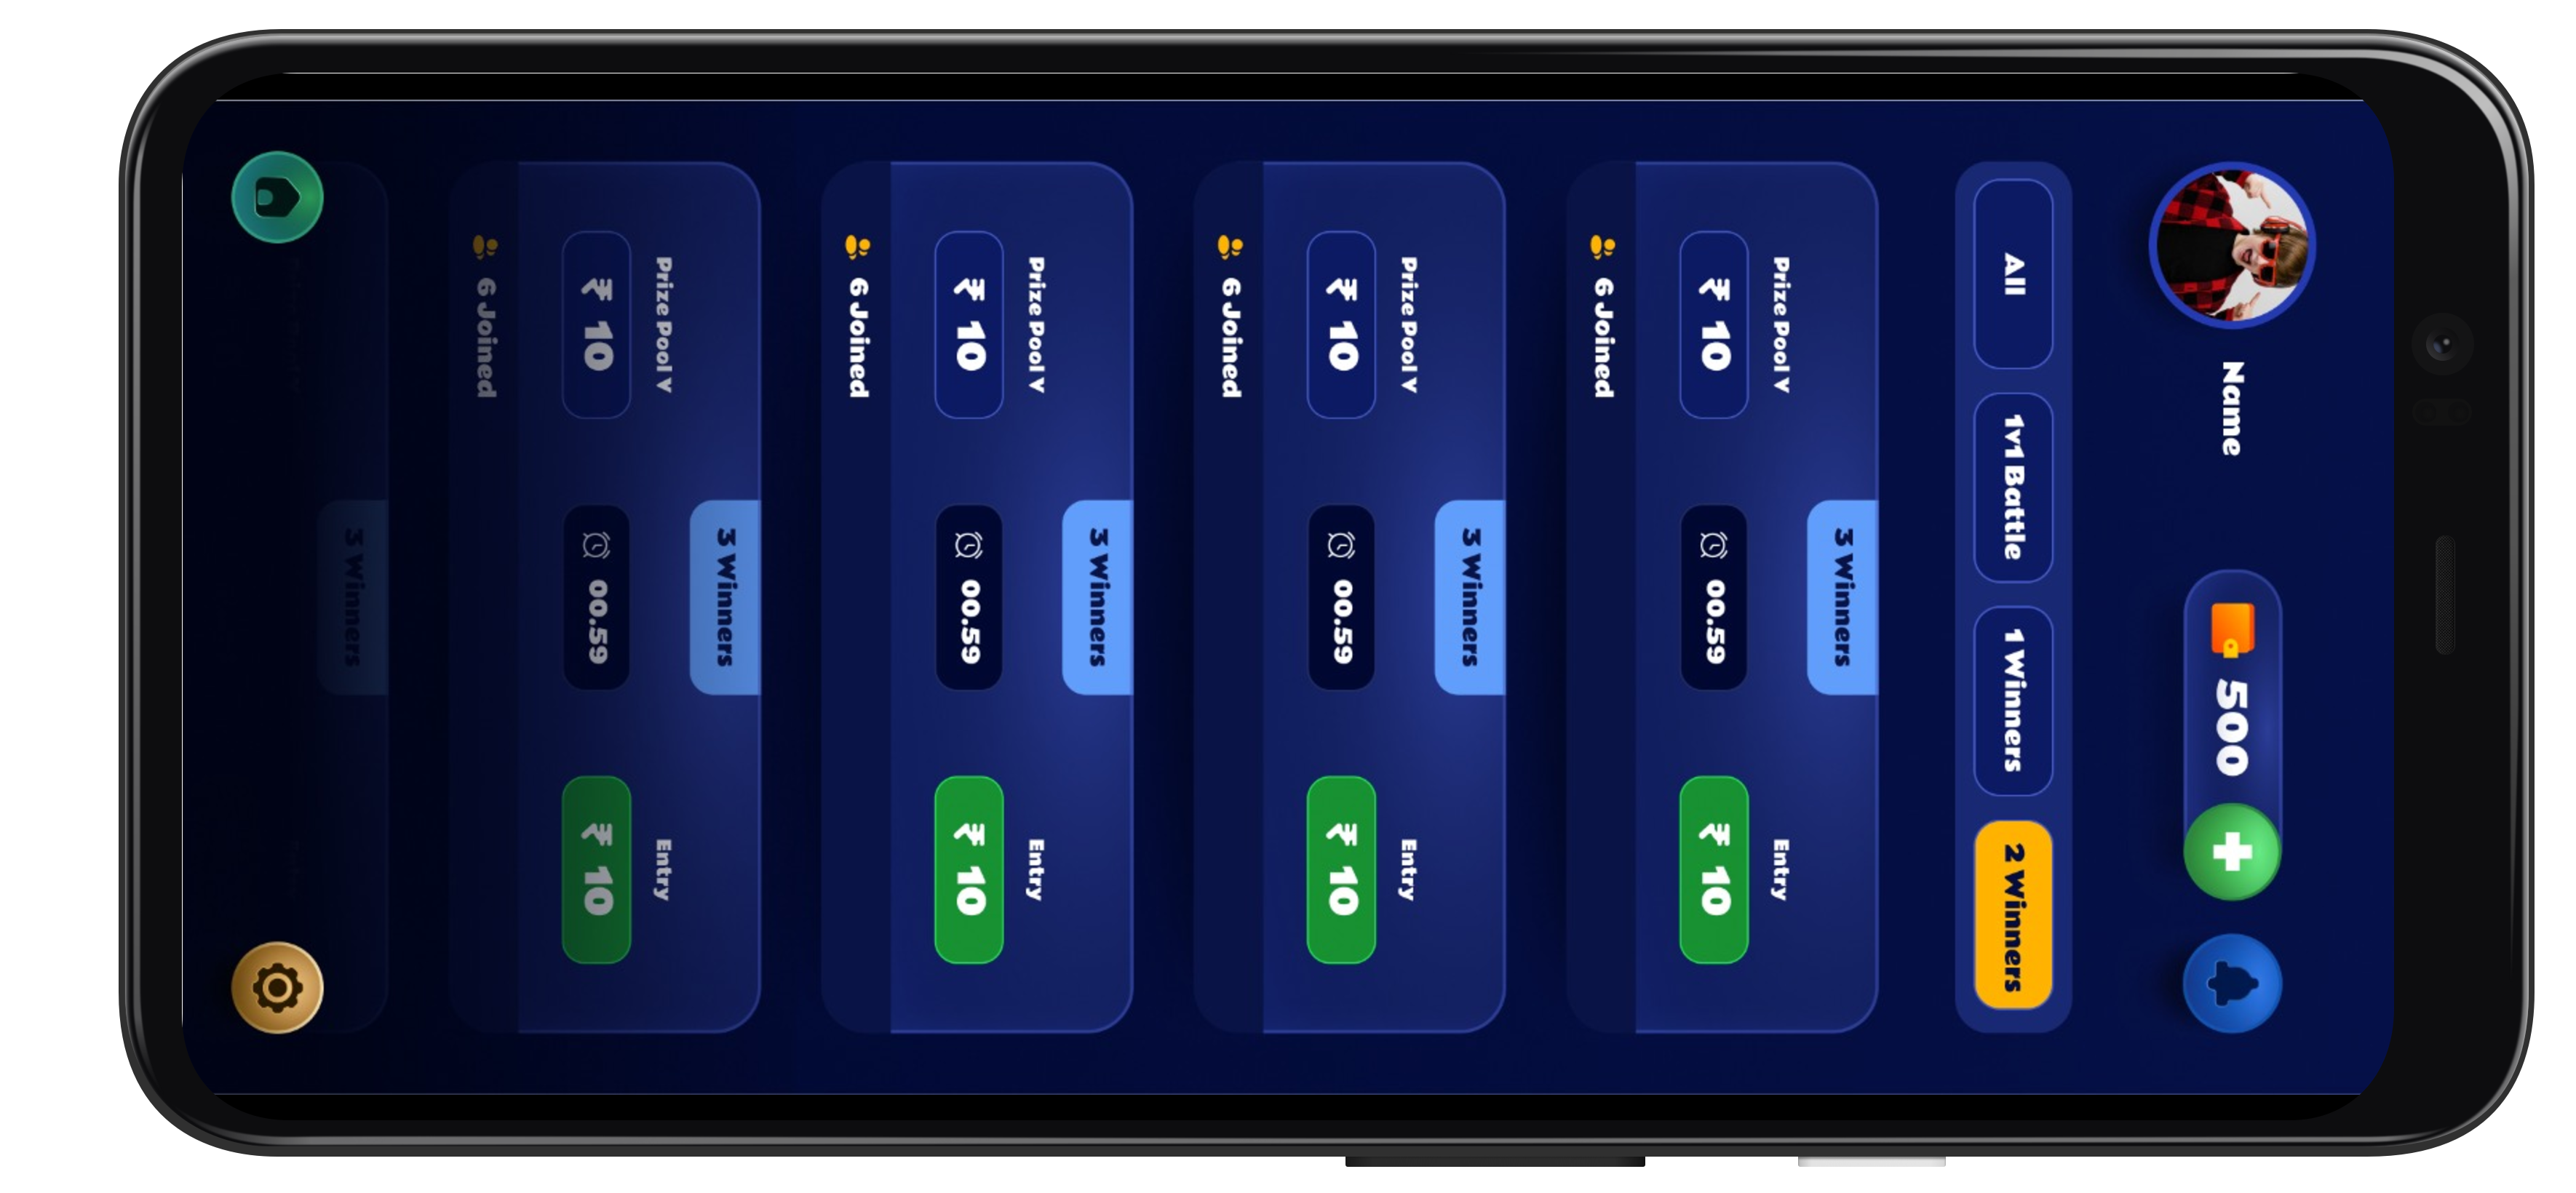 Name
500
All
1v1 Battle
1 Winners
2 Winners
3 Winners
Prize Pool v
Entry
₹ 10
00.59
₹ 10
6 Joined
3 Winners
Prize Pool v
Entry
₹ 10
00.59
₹ 10
6 Joined
3 Winners
Prize Pool v
Entry
₹ 10
00.59
₹ 10
6 Joined
3 Winners
Prize Pool v
Entry
₹ 10
00.59
₹ 10
6 Joined
3 Winners